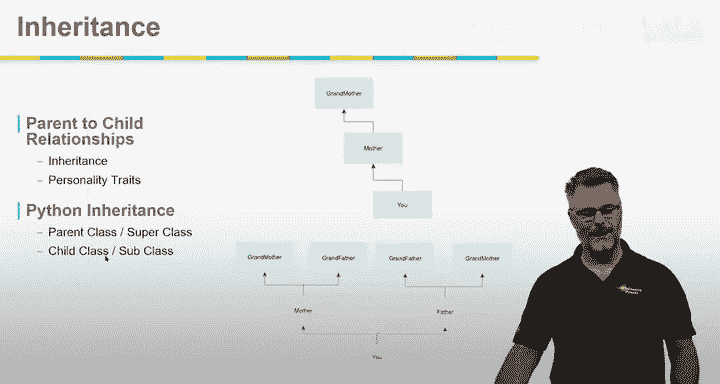 Inheritance
Parent to Child
Relationships
– Inheritance
– Personality Traits
Python Inheritance
– Parent Class / Super Class
– Child Class / Sub Class
GrandMother
Mother
You
GrandMother
GrandFather
GrandFather
GrandMother
Mother
Father
You